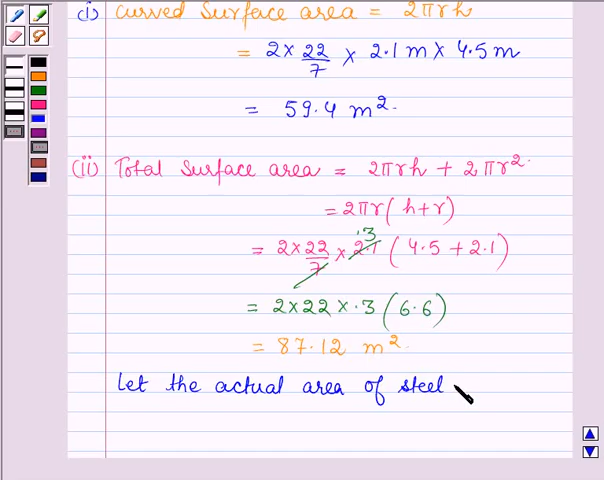 (i) Curved Surface area = 2πrh
= 2 × 22/7 × 2.1 m × 4.5 m
= 59.4 m².
(ii) Total Surface area = 2πrh + 2πr².
= 2πr(h+r)
.3
= 2 × 22/7 × 2.1 (4.5 + 2.1)
= 2 × 22 × .3 (6.6)
= 87.12 m².
Let the actual area of steel